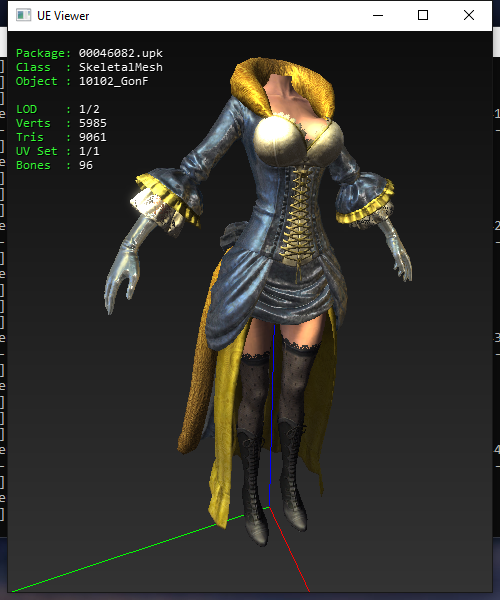 UE Viewer
Package: 00046082.upk
Class : SkeletalMesh
Object : 10102_GonF
LOD : 1/2
Verts : 5985
Tris : 9061
UV Set : 1/1
Bones : 96